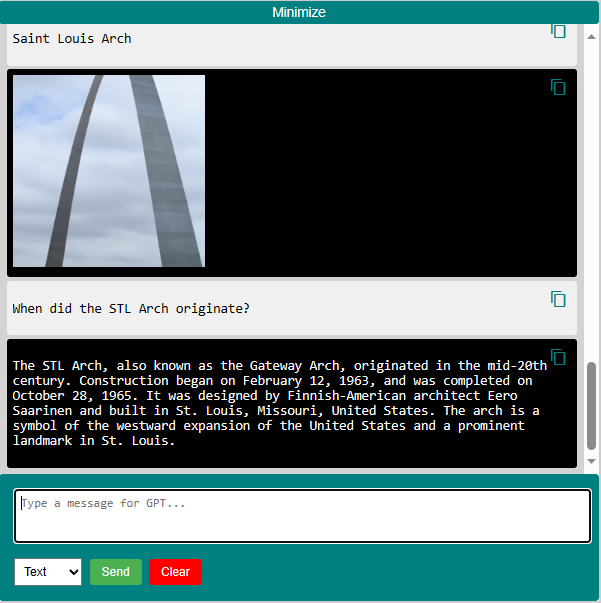 Minimize
Saint Louis Arch
When did the STL Arch originate?
The STL Arch, also known as the Gateway Arch, originated in the mid-20th
century. Construction began on February 12, 1963, and was completed on
October 28, 1965. It was designed by Finnish-American architect Eero
Saarinen and built in St. Louis, Missouri, United States. The arch is a
symbol of the westward expansion of the United States and a prominent
landmark in St. Louis.
Type a message for GPT...
Text Send Clear